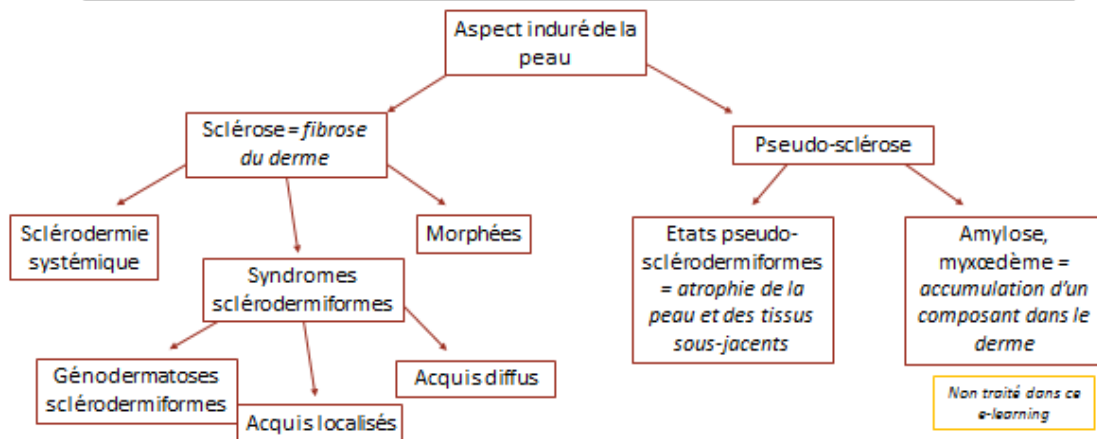 Aspect induré de la
peau
Sclérose = fibrose
du derme
Pseudo-sclérose
Sclérodermie
systémique
Morphées
Etats pseudo-
sclérodermiformes
= atrophie de la
peau et des tissus
sous-jacents
Amylose,
myxœdème =
accumulation d'un
composant dans le
derme
Syndromes
sclérodermiformes
Génodermatoses
sclérodermiformes
Acquis localisés
Acquis diffus
Non traité dans ce
e-learning